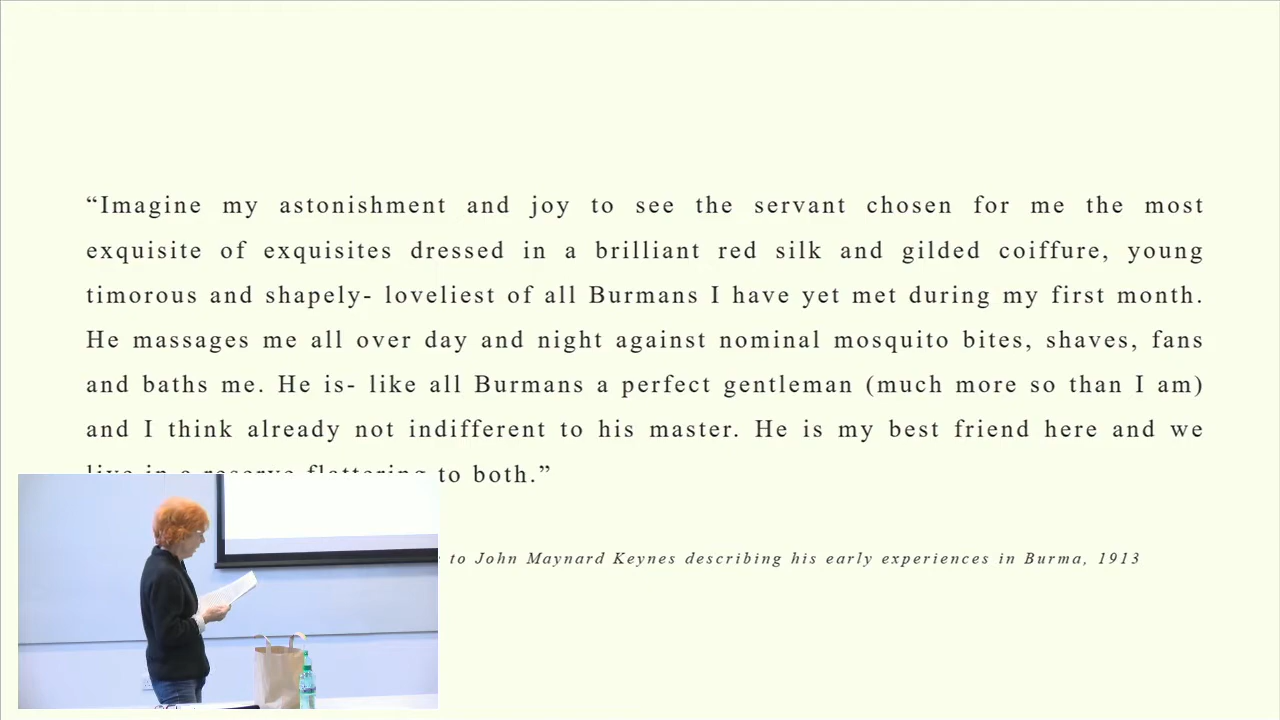 “Imagine my astonishment and joy to see the servant chosen for me the most
exquisite of exquisites dressed in a brilliant red silk and gilded coiffure, young
timorous and shapely- loveliest of all Burmans I have yet met during my first month.
He massages me all over day and night against nominal mosquito bites, shaves, fans
and baths me. He is- like all Burmans a perfect gentleman (much more so than I am)
and I think already not indifferent to his master. He is my best friend here and we
live in a reserve flattering to both.”
to John Maynard Keynes describing his early experiences in Burma, 1913